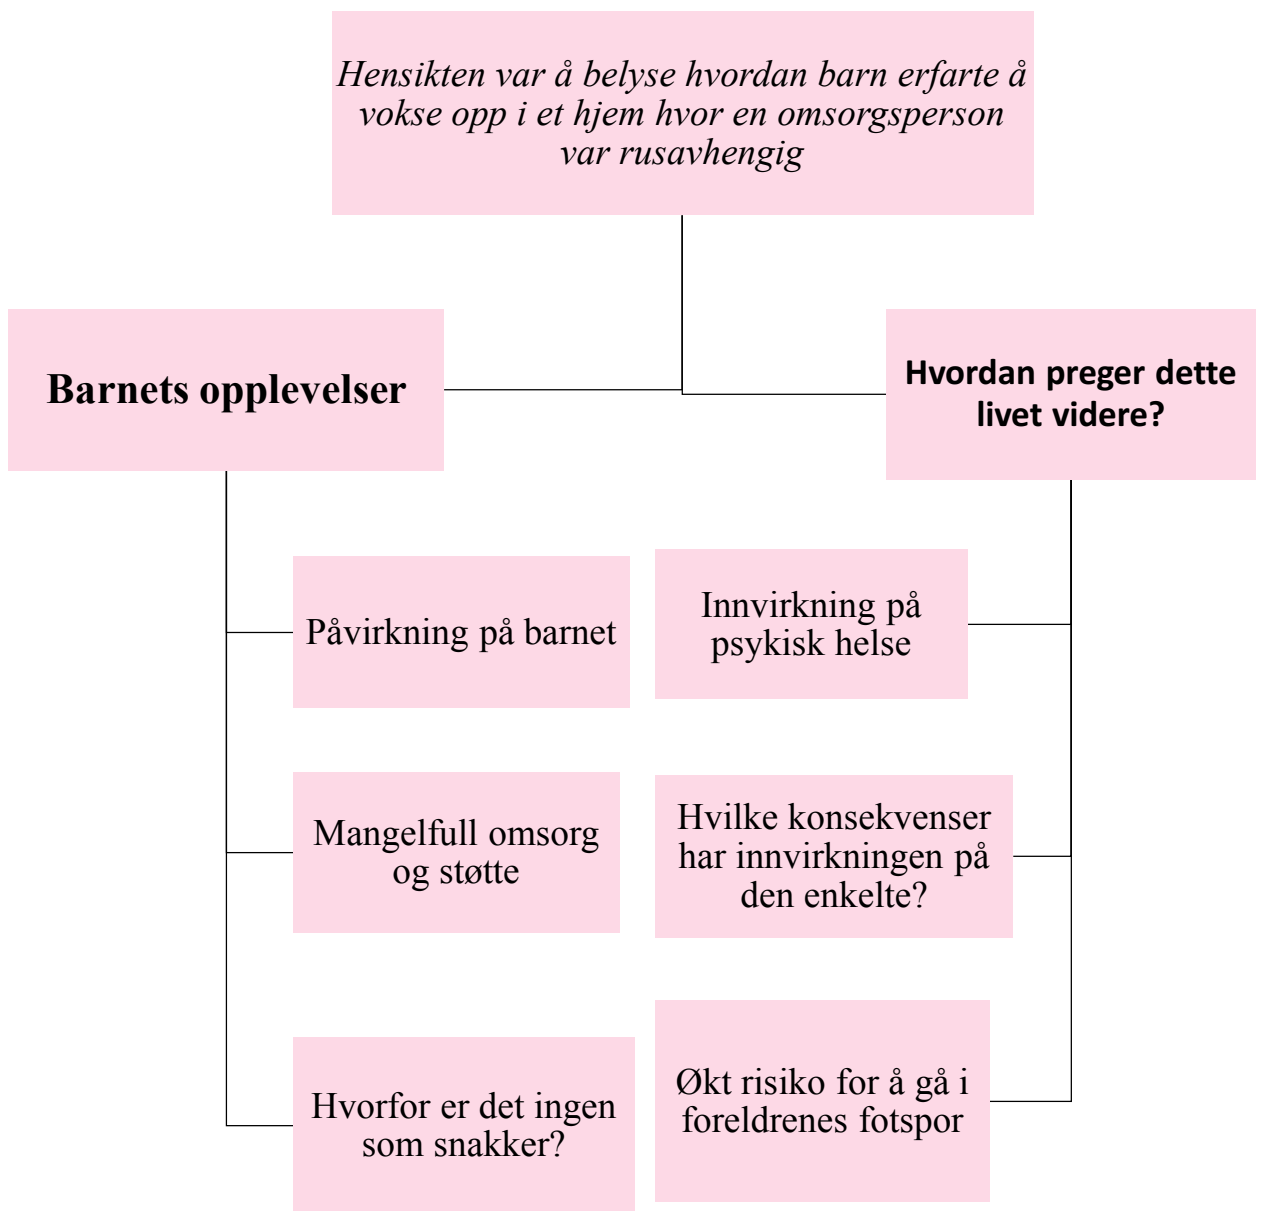 Hensikten var å belyse hvordan barn erfarte å
vokse opp i et hjem hvor en omsorgsperson
var rusavhengig
Barnets opplevelser
Hvordan preger dette
livet videre?
Påvirkning på barnet
Innvirkning på
psykisk helse
Mangelfull omsorg
og støtte
Hvilke konsekvenser
har innvirkningen på
den enkelte?
Hvorfor er det ingen
som snakker?
Økt risiko for å gå i
foreldrenes fotspor